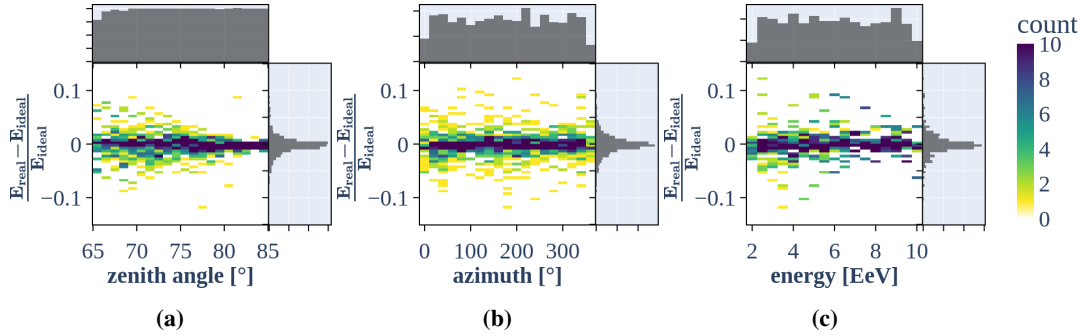 count
10
8
6
4
2
0
0.1
0
−0.1
E_real−E_ideal
E_ideal
65 70 75 80 85
zenith angle [°]
(a)
0.1
0
−0.1
E_real−E_ideal
E_ideal
0 100 200 300
azimuth [°]
(b)
0.1
0
−0.1
E_real−E_ideal
E_ideal
2 4 6 8 10
energy [EeV]
(c)